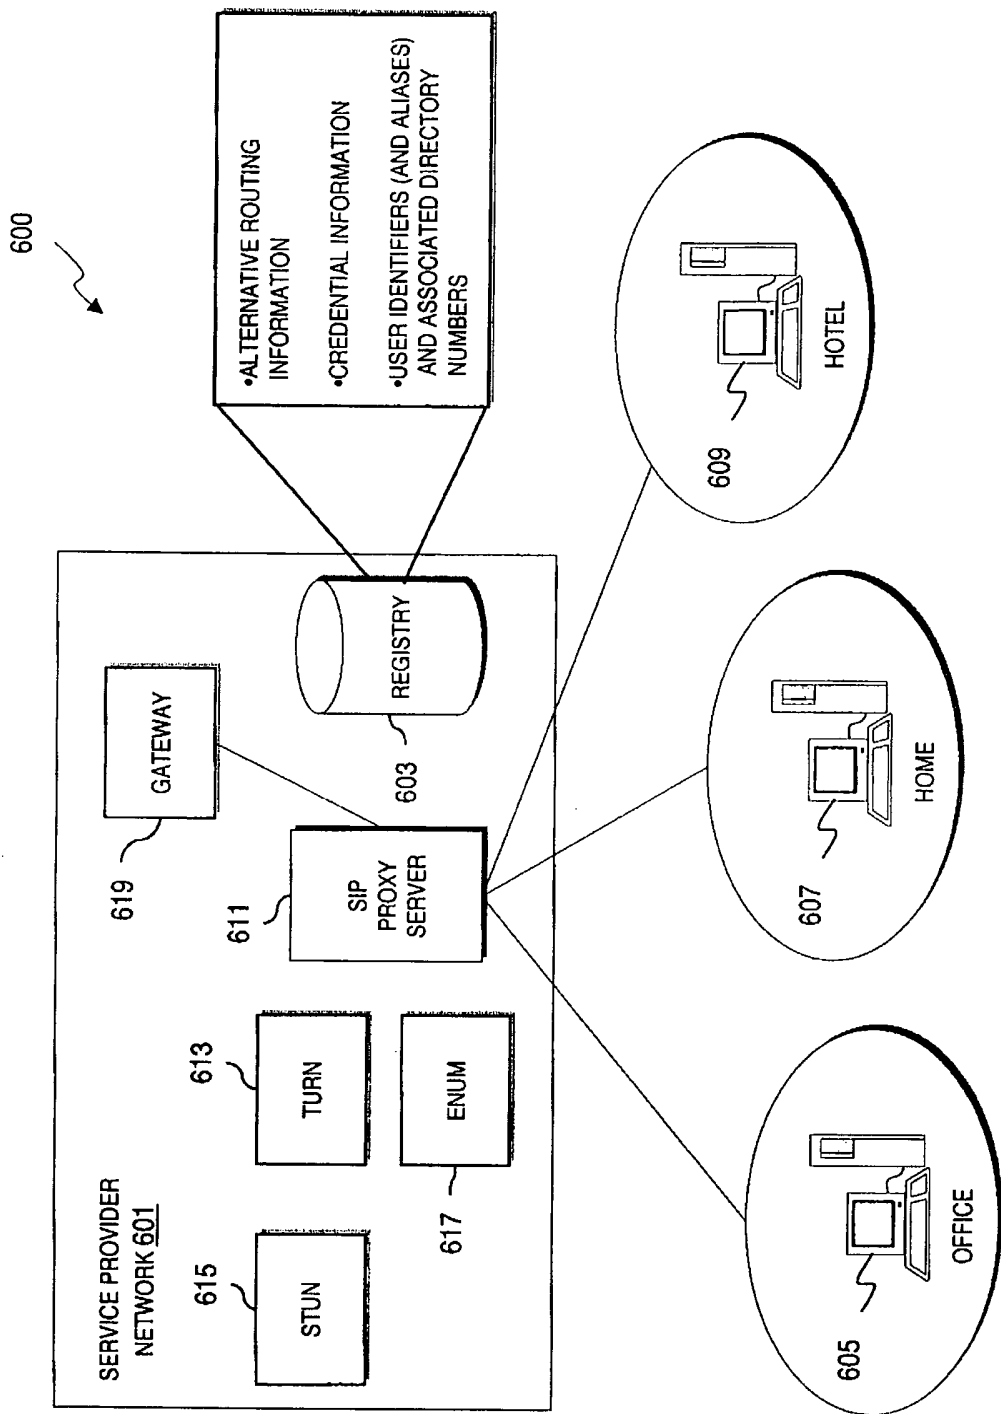 600
SERVICE PROVIDER
NETWORK 601
615
STUN
613
TURN
617
ENUM
619
GATEWAY
611
SIP
PROXY
SERVER
603
REGISTRY
•ALTERNATIVE ROUTING
INFORMATION
•CREDENTIAL INFORMATION
•USER IDENTIFIERS (AND ALIASES)
AND ASSOCIATED DIRECTORY
NUMBERS
605
OFFICE
607
HOME
609
HOTEL